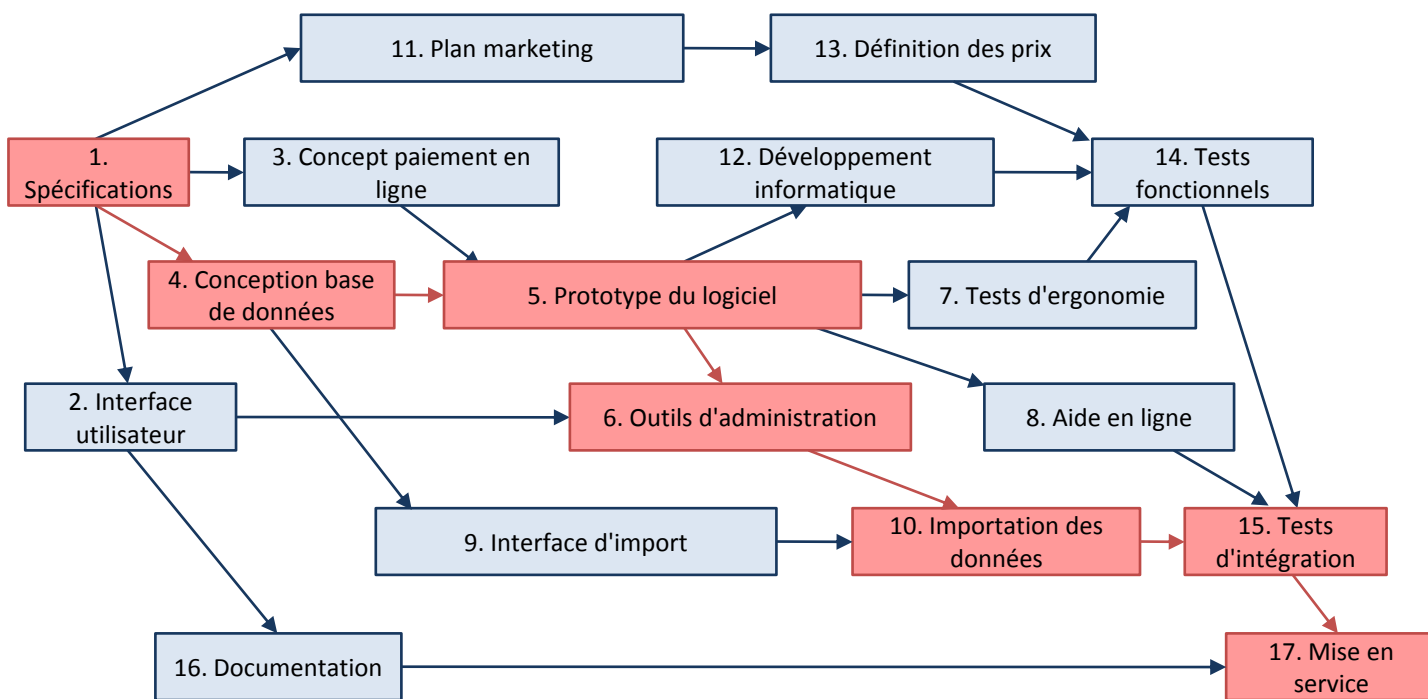 11. Plan marketing
13. Définition des prix
1.
Spécifications
3. Concept paiement en
ligne
12. Développement
informatique
14. Tests
fonctionnels
4. Conception base
de données
5. Prototype du logiciel
7. Tests d'ergonomie
2. Interface
utilisateur
6. Outils d'administration
8. Aide en ligne
9. Interface d'import
10. Importation des
données
15. Tests
d'intégration
16. Documentation
17. Mise en
service